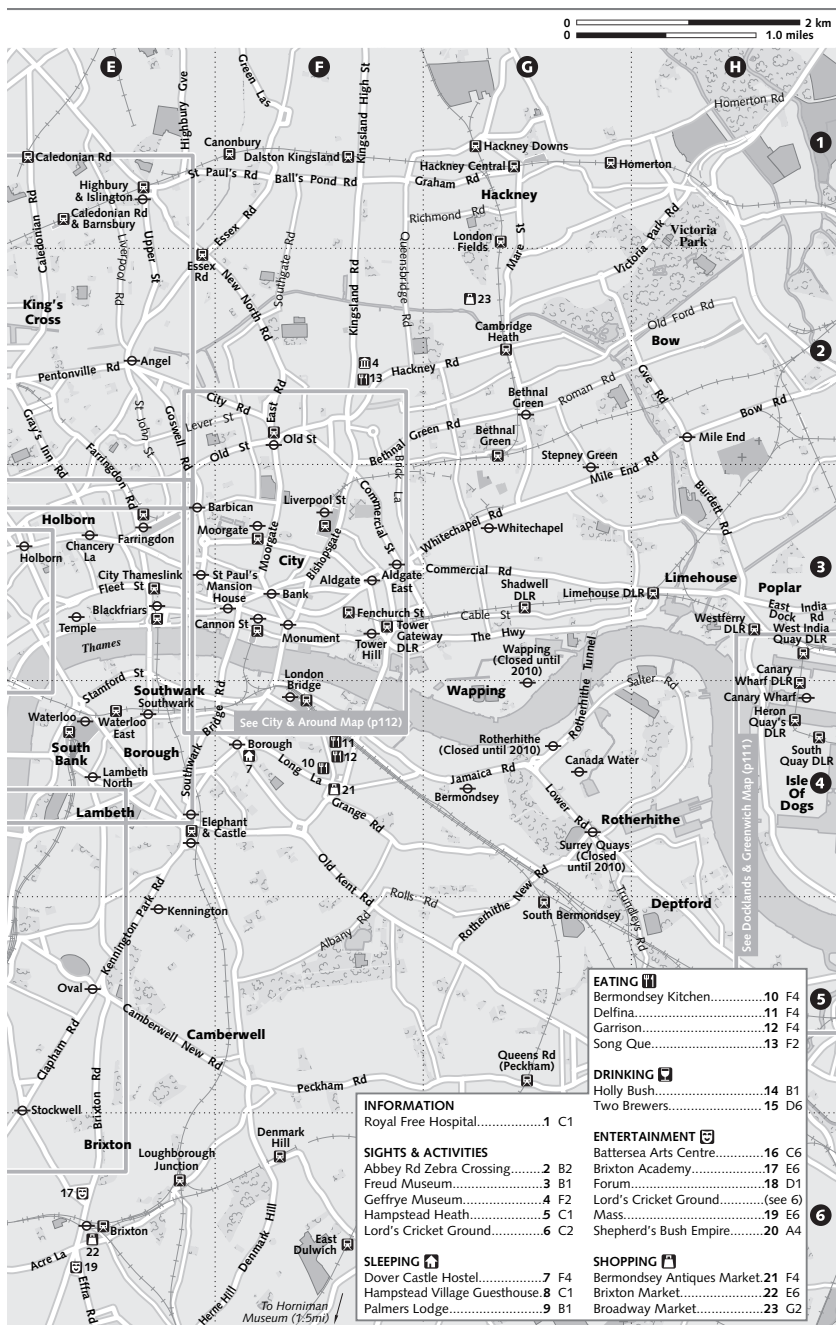 0 2 km
0 1.0 miles
E F G H
Highbury Gve
Green Las
Kingsland High St
Homerton Rd
1
Caledonian Rd
Canonbury
Dalston Kingsland
Hackney Downs
Hackney Central
Homerton
Highbury
& Islington
St Paul's Rd
Ball's Pond Rd
Graham Rd
Hackney
Caledonian Rd
& Barnsbury
Caledonian Rd
Liverpool Rd
Upper St
Essex Rd
Essex
Rd
Southgate Rd
Queensbridge Rd
Richmond Rd
London
Fields
Mare St
Victoria Park Rd
Victoria
Park
King's
Cross
New North Rd
Kingsland Rd
23
Cambridge
Heath
Old Ford Rd
Bow
2
Pentonville Rd
Angel
4
13
Hackney Rd
Gve Rd
City Rd
East Rd
Bethnal
Green
Roman Rd
Bow Rd
Gray's Inn Rd
St John St
Goswell Rd
Lever St
Old St
Old St
Bethnal Green Rd
Bethnal
Green
Stepney Green
Mile End
Mile End Rd
Farringdon Rd
Brick La
Burdett Rd
Barbican
Liverpool St
Commercial St
Whitechapel Rd
Whitechapel
Holborn
Holborn
Chancery
La
Farringdon
Moorgate
Moorgate
City
Bishopsgate
3
City Thameslink
Fleet St
St Paul's
Mansion
House
Bank
Aldgate
Aldgate
East
Commercial Rd
Shadwell
DLR
Limehouse
Limehouse DLR
Poplar
East India
Dock Rd
Westferry
DLR
West India
Quay DLR
Temple
Blackfriars
Cannon St
Monument
Fenchurch St
Tower
Gateway
DLR
Tower
Hill
Cable St
The Hwy
Thames
Wapping
(Closed until
2010)
Wapping
Rotherhithe Tunnel
Salter Rd
Canary
Wharf DLR
Canary Wharf
Heron
Quay's
DLR
South
Quay DLR
Stamford St
Southwark
Southwark
London
Bridge
Waterloo
Waterloo
East
South
Bank
Borough
Southwark Bridge Rd
See City & Around Map (p112)
Borough
7
10
11
12
21
Long La
Grange Rd
Rotherhithe
(Closed until 2010)
Canada Water
Jamaica Rd
Bermondsey
4
Isle
Of
Dogs
Lambeth
North
Lambeth
Elephant
& Castle
Lower Rd
Rotherhithe
Surrey Quays
(Closed
until 2010)
See Docklands & Greenwich Map (p111)
Old Kent Rd
Rolls Rd
Rotherhithe New Rd
South Bermondsey
Trundleys Rd
Deptford
Kennington Park Rd
Kennington
Albany Rd
Oval
Camberwell New Rd
Camberwell
Clapham Rd
Brixton Rd
Peckham Rd
Queens Rd
(Peckham)
Stockwell
Brixton
Loughborough
Junction
Denmark
Hill
17
Brixton
22
19
Acre La
Effra Rd
Herne Hill
Denmark Hill
East
Dulwich
To Horniman
Museum (1.5mi)
5
6
INFORMATION
Royal Free Hospital..................1 C1
SIGHTS & ACTIVITIES
Abbey Rd Zebra Crossing.......2 B2
Freud Museum.......................3 B1
Geffrye Museum....................4 F2
Hampstead Heath..................5 C1
Lord's Cricket Ground............6 C2
SLEEPING
Dover Castle Hostel................7 F4
Hampstead Village Guesthouse.8 C1
Palmers Lodge.......................9 B1
EATING
Bermondsey Kitchen..............10 F4
Delfina..................................11 F4
Garrison................................12 F4
Song Que..............................13 F2
DRINKING
Holly Bush.............................14 B1
Two Brewers..........................15 D6
ENTERTAINMENT
Battersea Arts Centre.............16 C6
Brixton Academy....................17 E6
Forum...................................18 D1
Lord's Cricket Ground..........(see 6)
Mass.....................................19 E6
Shepherd's Bush Empire.........20 A4
SHOPPING
Bermondsey Antiques Market.21 F4
Brixton Market......................22 E6
Broadway Market..................23 G2